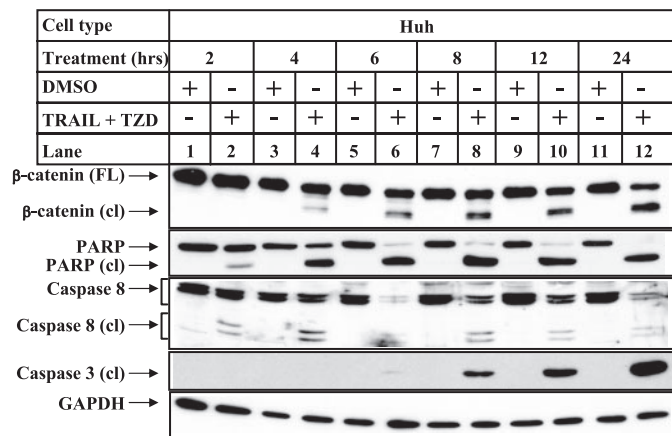 Cell type Huh
Treatment (hrs) 2 4 6 8 12 24
DMSO + - + - + - + - + - + -
TRAIL + TZD - + - + - + - + - + - +
Lane 1 2 3 4 5 6 7 8 9 10 11 12
β-catenin (FL)
β-catenin (cl)
PARP
PARP (cl)
Caspase 8
Caspase 8 (cl)
Caspase 3 (cl)
GAPDH